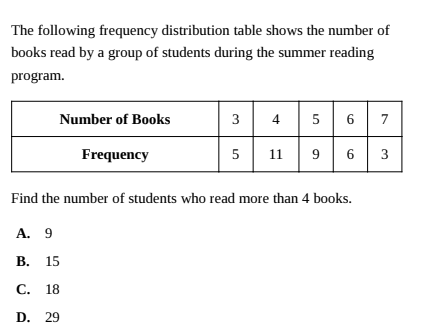 The following frequency distribution table shows the number of
books read by a group of students during the summer reading
program.
Number of Books 3 4 5 6 7
Frequency 5 11 9 6 3
Find the number of students who read more than 4 books.
A. 9
B. 15
C. 18
D. 29